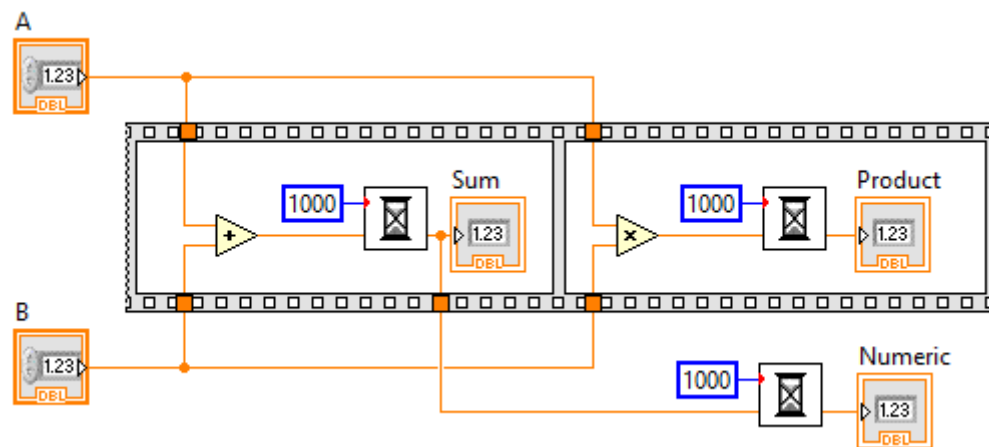 A
1.23
DBL
Sum
1000
1.23
DBL
+
Product
1000
1.23
DBL
×
B
1.23
DBL
Numeric
1000
1.23
DBL